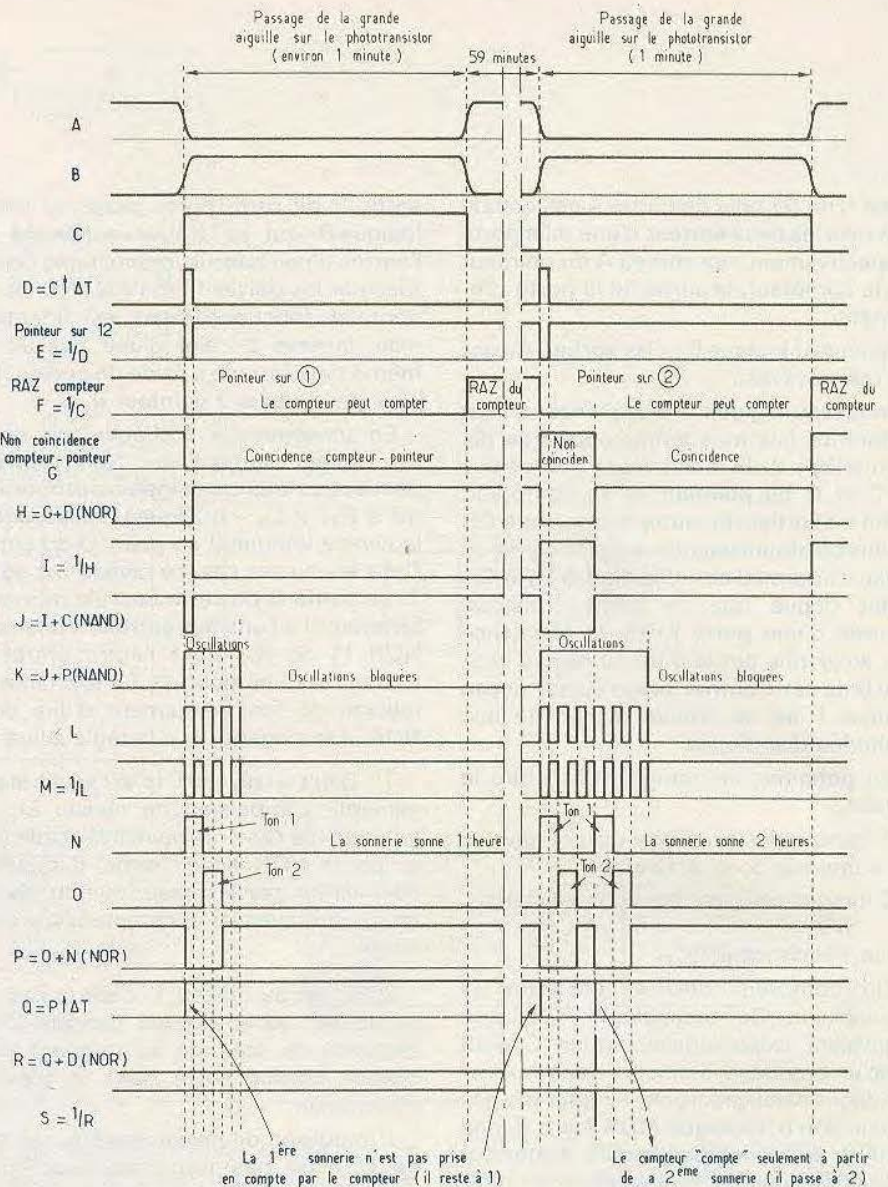 Passage de la grande
aiguille sur le phototransistor
( environ 1 minute )
59 minutes
Passage de la grande
aiguille sur le phototransistor
( 1 minute )
A
B
C
D = C ↑ ΔT
Pointeur sur 12
E = 1/D
RAZ compteur
F = 1/C
Pointeur sur 1
Le compteur peut compter
RAZ du
compteur
Pointeur sur 2
Le compteur peut compter
RAZ du
compteur
Non coincidence
compteur - pointeur
G
Coincidence compteur - pointeur
Non
coinciden
Coincidence
H = G + D (NOR)
I = 1/H
J = I + C (NAND)
Oscillations
Oscillations
K = J + P (NAND)
Oscillations bloquées
Oscillations bloquées
L
M = 1/L
N
Ton 1
La sonnerie sonne 1 heure
Ton 1
La sonnerie sonne 2 heures
O
Ton 2
Ton 2
P = O + N (NOR)
Q = P ↑ ΔT
R = Q + D (NOR)
S = 1/R
La 1ère sonnerie n'est pas prise
en compte par le compteur ( il reste à 1 )
Le compteur "compte" seulement à partir
de a 2eme sonnerie ( il passe à 2 )